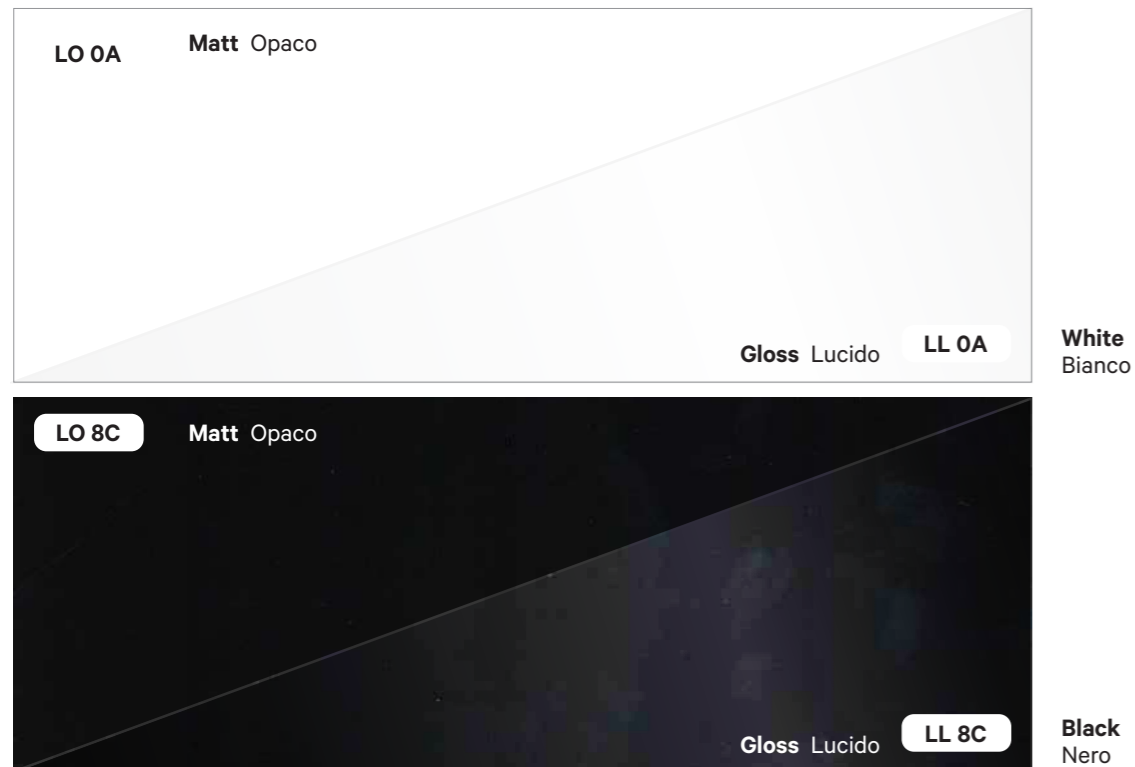 LO 0A
Matt Opaco
Gloss Lucido
LL 0A
White
Bianco
LO 8C
Matt Opaco
Gloss Lucido
LL 8C
Black
Nero